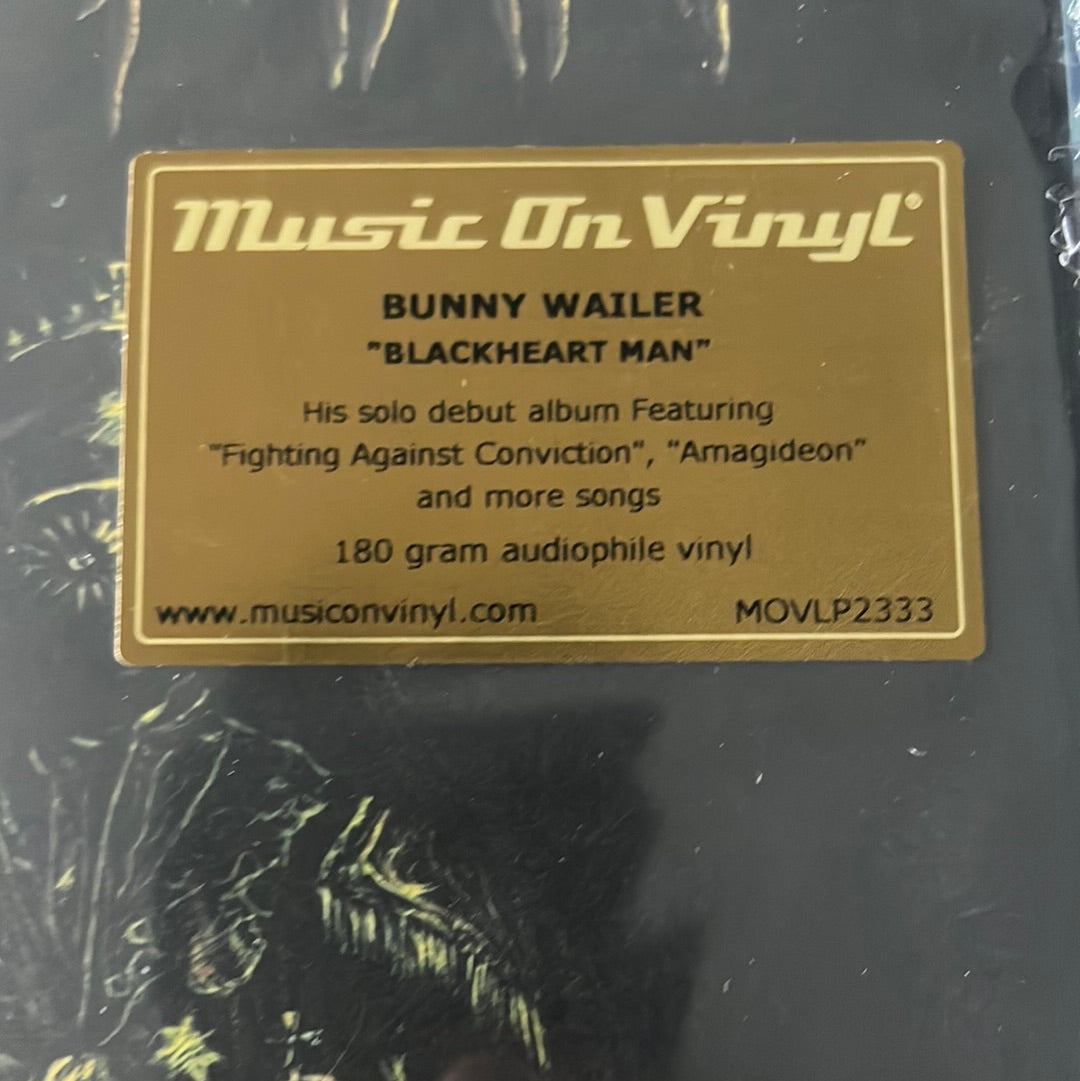 Music On Vinyl®
BUNNY WAILER
"BLACKHEART MAN"
His solo debut album Featuring
"Fighting Against Conviction", "Amagideon"
and more songs
180 gram audiophile vinyl
www.musiconvinyl.com MOVLP2333